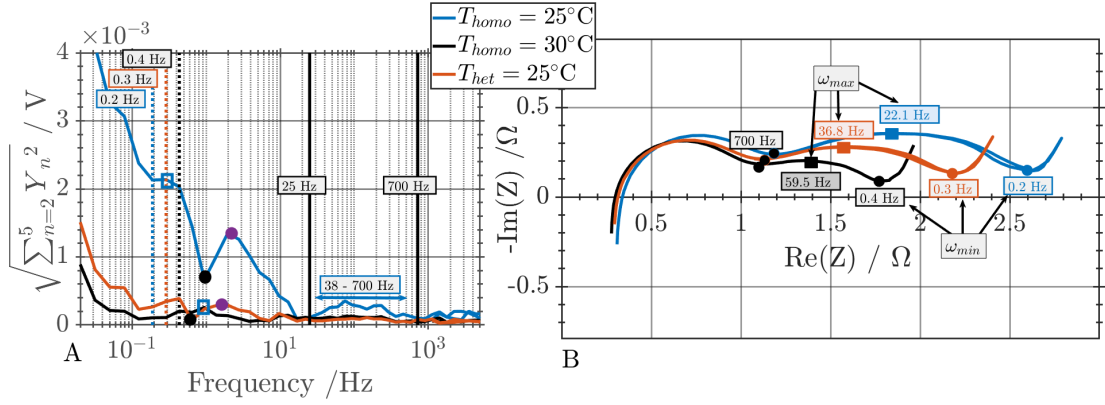 T_homo = 25°C
T_homo = 30°C
T_het = 25°C
×10⁻³
4
3
2
1
0
√∑⁵ₙ₌₂ Yₙ² / V
0.4 Hz
0.3 Hz
0.2 Hz
25 Hz
700 Hz
38 - 700 Hz
10⁻¹
10¹
10³
Frequency /Hz
A
-Im(Z) /Ω
0.5
0
-0.5
0.5
1
1.5
2
2.5
Re(Z) / Ω
ω_max
22.1 Hz
36.8 Hz
700 Hz
59.5 Hz
0.4 Hz
0.3 Hz
0.2 Hz
ω_min
B